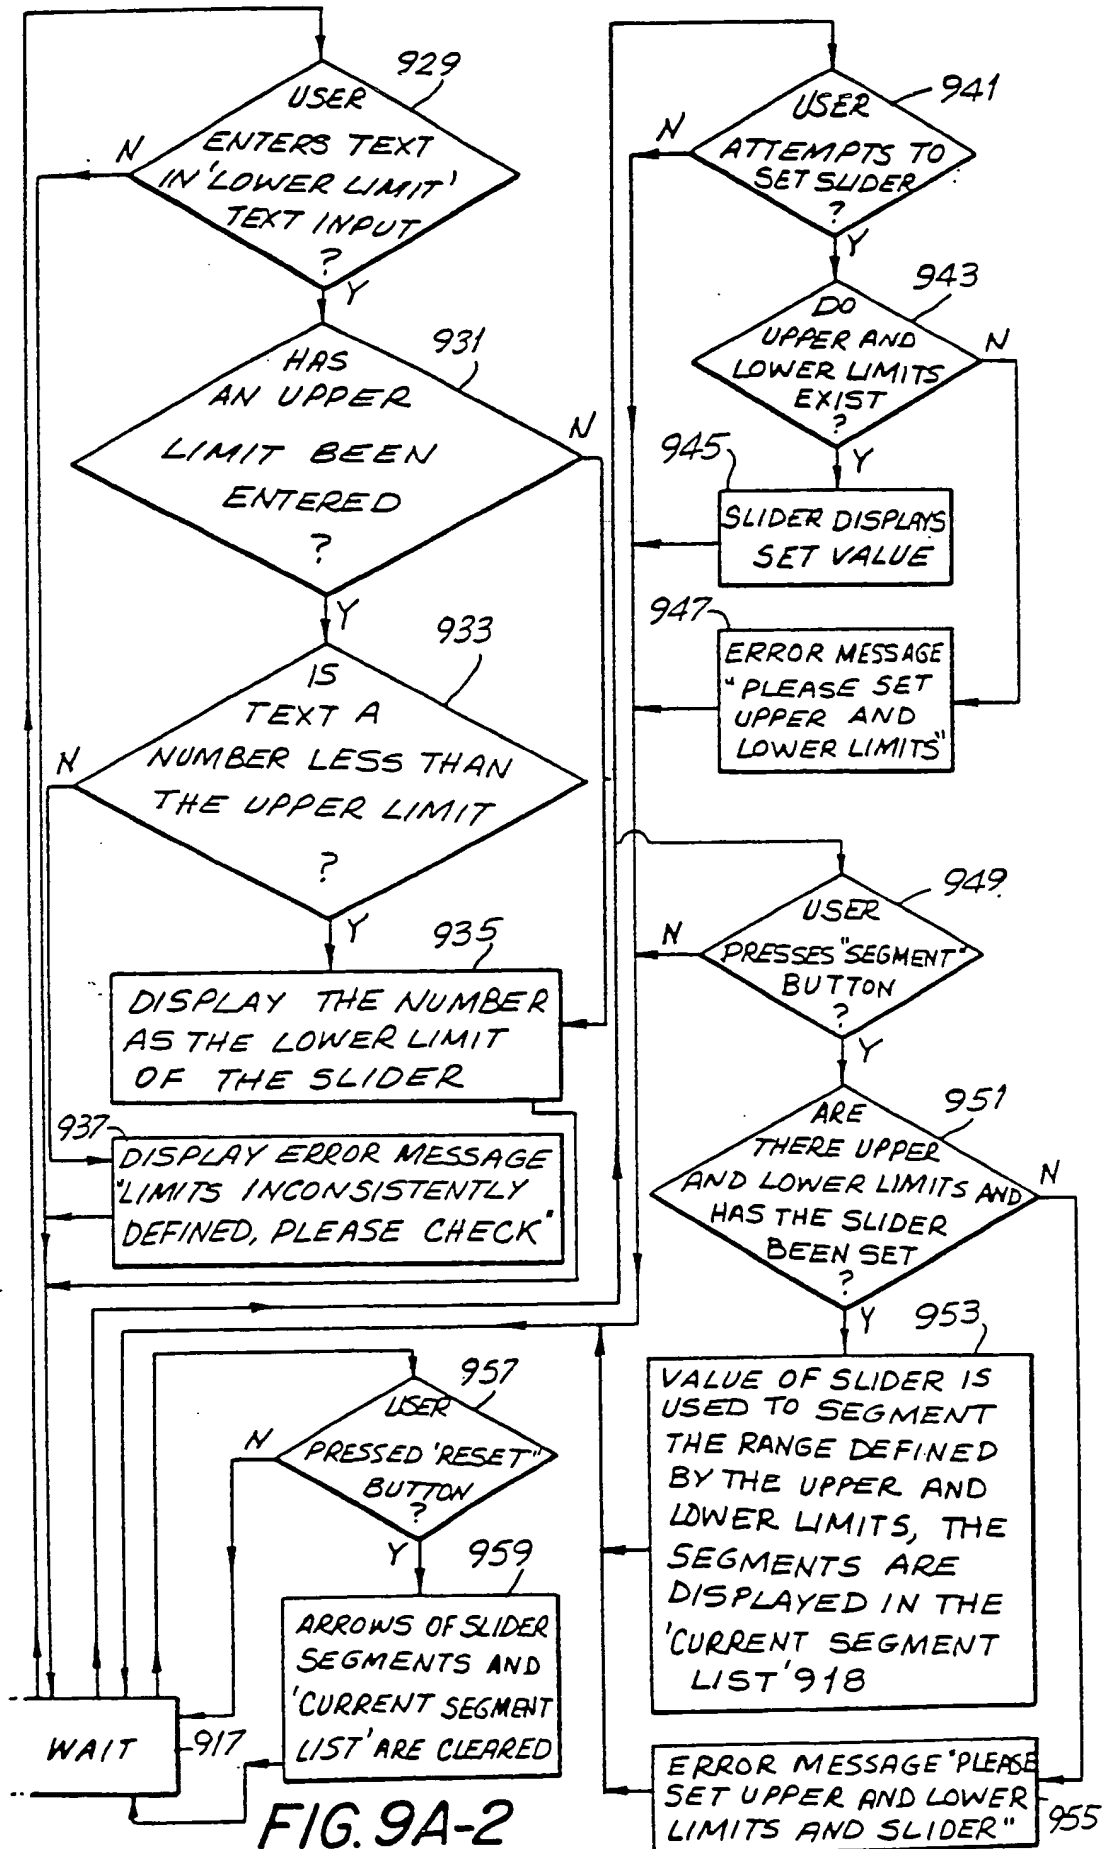 929
USER
ENTERS TEXT
IN 'LOWER LIMIT'
TEXT INPUT
?
N
Y
931
HAS
AN UPPER
LIMIT BEEN
ENTERED
?
N
Y
933
IS
TEXT A
NUMBER LESS THAN
THE UPPER LIMIT
?
N
Y
935
DISPLAY THE NUMBER
AS THE LOWER LIMIT
OF THE SLIDER
937
DISPLAY ERROR MESSAGE
"LIMITS INCONSISTENTLY
DEFINED, PLEASE CHECK"
941
USER
ATTEMPTS TO
SET SLIDER
?
N
Y
943
DO
UPPER AND
LOWER LIMITS
EXIST
?
N
Y
945
SLIDER DISPLAYS
SET VALUE
947
ERROR MESSAGE
"PLEASE SET
UPPER AND
LOWER LIMITS"
949
USER
PRESSES "SEGMENT"
BUTTON
?
N
Y
951
ARE
THERE UPPER
AND LOWER LIMITS AND
HAS THE SLIDER
BEEN SET
?
N
Y
953
VALUE OF SLIDER IS
USED TO SEGMENT
THE RANGE DEFINED
BY THE UPPER AND
LOWER LIMITS, THE
SEGMENTS ARE
DISPLAYED IN THE
'CURRENT SEGMENT
LIST' 918
ERROR MESSAGE "PLEASE
SET UPPER AND LOWER
LIMITS AND SLIDER"
955
957
USER
PRESSED 'RESET"
BUTTON
?
N
Y
959
ARROWS OF SLIDER
SEGMENTS AND
'CURRENT SEGMENT
LIST' ARE CLEARED
WAIT
917
FIG. 9A-2